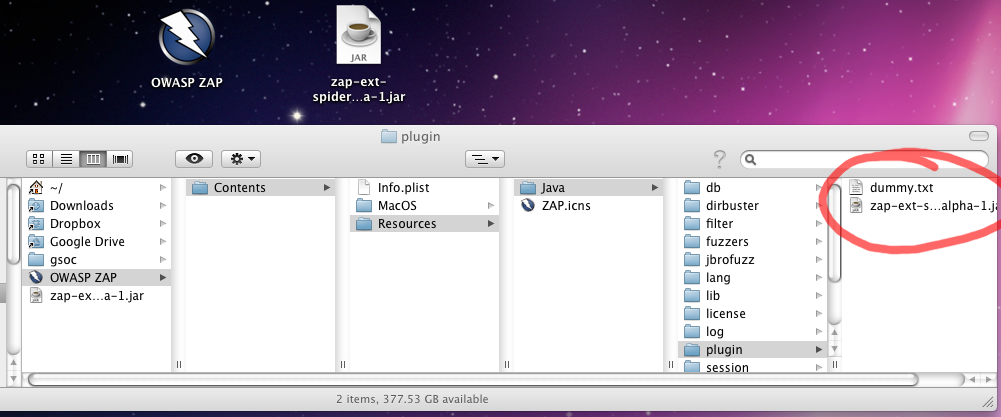 JAR
OWASP ZAP
zap-ext-
spider...a-1.jar
plugin
?
~/
Downloads
Dropbox
Google Drive
gsoc
OWASP ZAP
zap-ex...a-1.jar
Contents
Info.plist
MacOS
Resources
Java
ZAP.icns
db
dirbuster
filter
fuzzers
jbrofuzz
lang
lib
license
log
plugin
session
dummy.txt
zap-ext-s...alpha-1.ja
2 items, 377.53 GB available